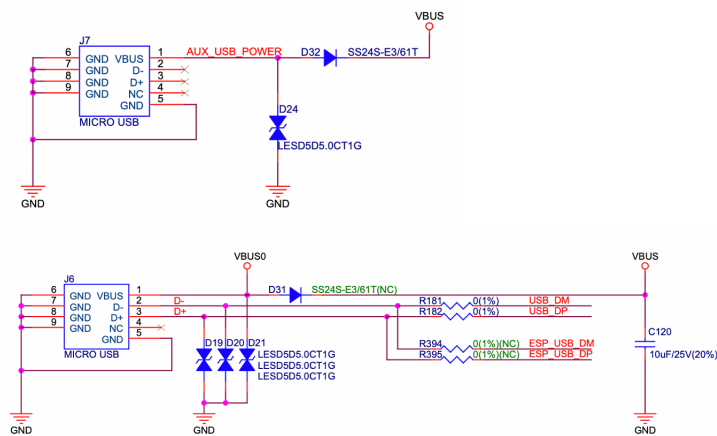 VBUS
J7
D32 SS24S-E3/61T
6 GND VBUS 1 AUX_USB_POWER
7 GND D- 2
8 GND D+ 3
9 GND NC 4
GND 5
MICRO USB
D24
LESD5D5.0CT1G
GND
GND
VBUS0
VBUS
J6
D31 SS24S-E3/61T(NC)
6 GND VBUS 1
7 GND D- 2 D- R181 0(1%) USB_DM
8 GND D+ 3 D+ R182 0(1%) USB_DP
9 GND NC 4
GND 5
MICRO USB
D19 D20 D21
LESD5D5.0CT1G
LESD5D5.0CT1G
LESD5D5.0CT1G
R394 0(1%)(NC) ESP_USB_DM
R395 0(1%)(NC) ESP_USB_DP
C120
10uF/25V(20%)
GND
GND
GND